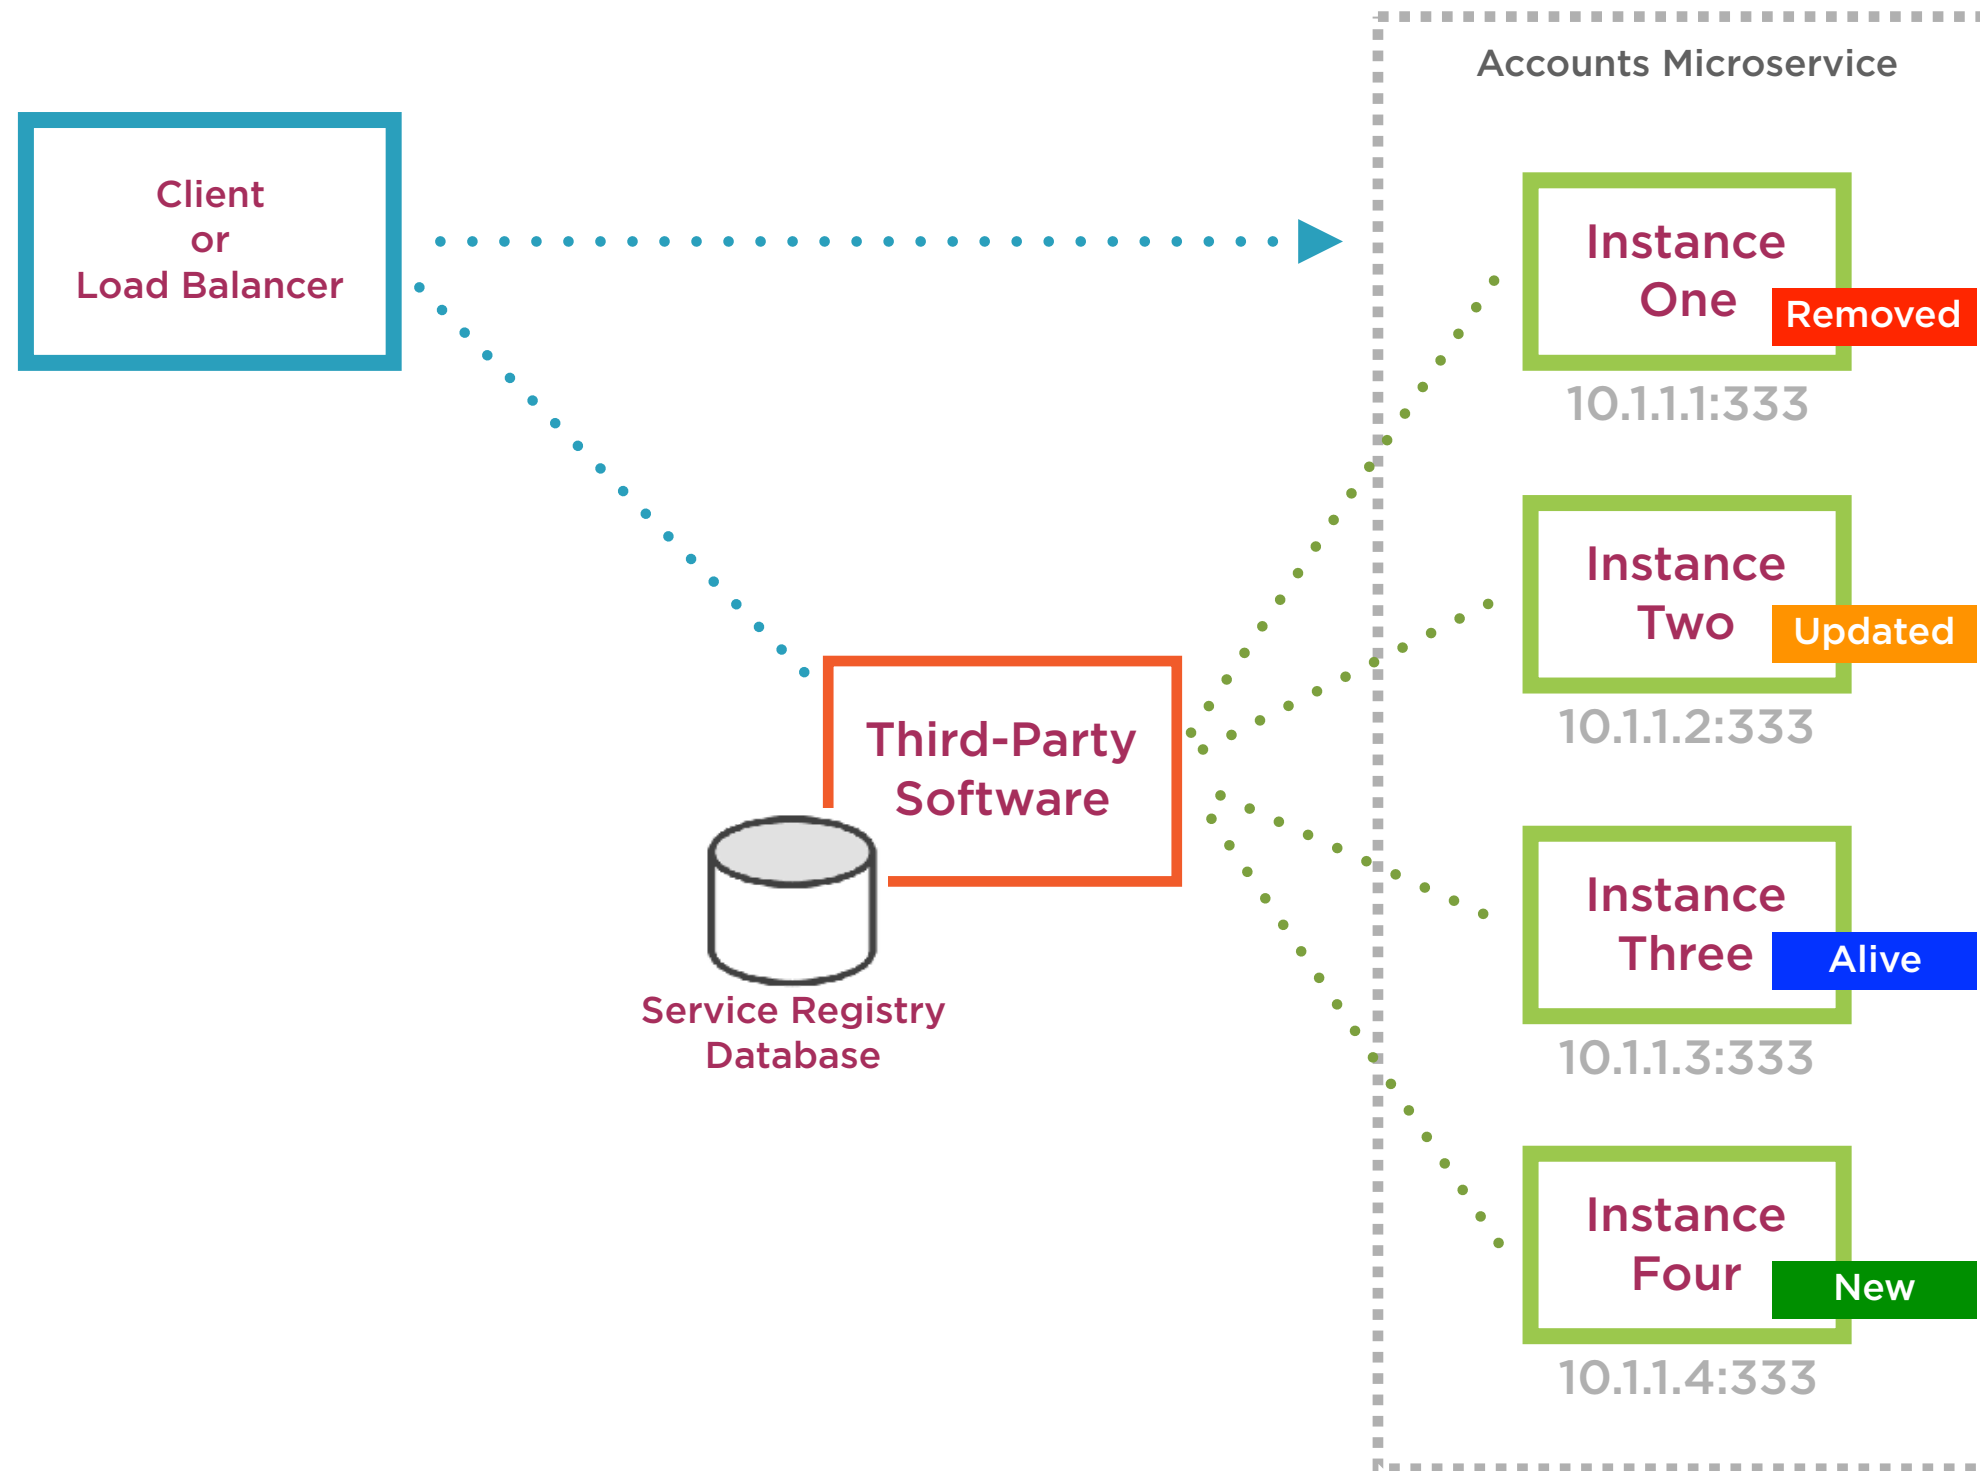 Accounts Microservice
Client
or
Load Balancer
Instance
One
Removed
10.1.1.1:333
Instance
Two
Updated
10.1.1.2:333
Third-Party
Software
Service Registry
Database
Instance
Three
Alive
10.1.1.3:333
Instance
Four
New
10.1.1.4:333